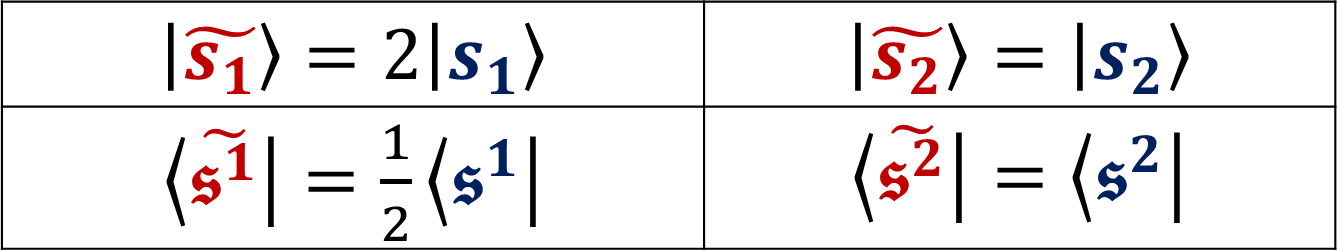 |s̃₁⟩ = 2|s₁⟩
|s̃₂⟩ = |s₂⟩
⟨𝔰̃¹| = ½⟨𝔰¹|
⟨𝔰̃²| = ⟨𝔰²|